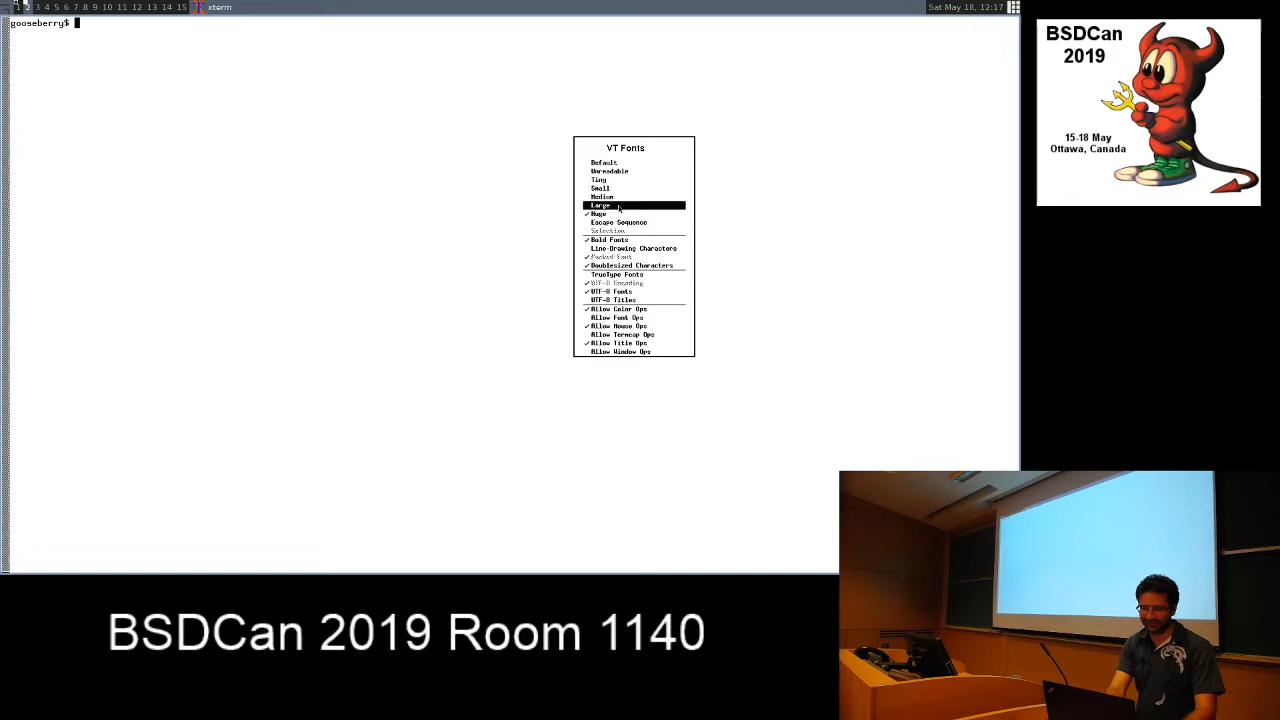 1 2 3 4 5 6 7 8 9 10 11 12 13 14 15 xterm
Sat May 18, 12:17
gooseberry$
VT Fonts
Default
Unreadable
Tiny
Small
Medium
Large
Huge
Escape Sequence
Selection
Bold Fonts
Line-Drawing Characters
Packed Font
Doublesized Characters
TrueType Fonts
UTF-8 Encoding
UTF-8 Fonts
UTF-8 Titles
Allow Color Ops
Allow Font Ops
Allow Mouse Ops
Allow Termcap Ops
Allow Title Ops
Allow Window Ops
BSDCan
2019
15-18 May
Ottawa, Canada
BSDCan 2019 Room 1140